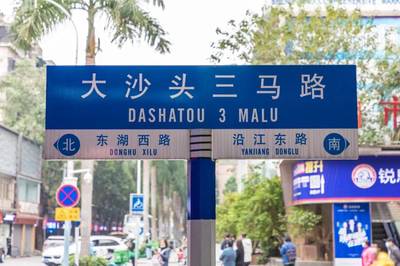 大沙头三马路
DASHATOU 3 MALU
北 东湖西路
DONGHU XILU
沿江东路 南
YANJIANG DONGLU
锐